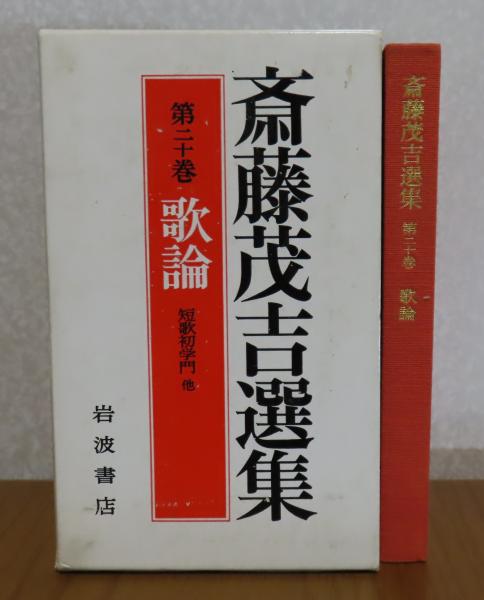 斎藤茂吉選集
第二十巻 歌論
短歌初学門 他
岩波書店
斎藤茂吉選集 第二十巻 歌論